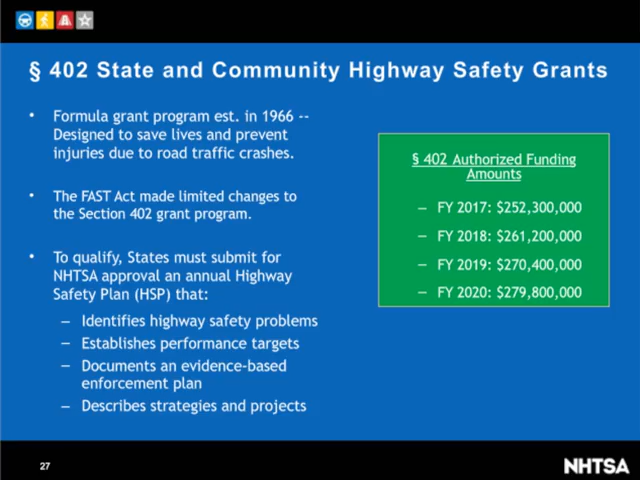 § 402 State and Community Highway Safety Grants
• Formula grant program est. in 1966 --
Designed to save lives and prevent
injuries due to road traffic crashes.
• The FAST Act made limited changes to
the Section 402 grant program.
• To qualify, States must submit for
NHTSA approval an annual Highway
Safety Plan (HSP) that:
– Identifies highway safety problems
– Establishes performance targets
– Documents an evidence-based
enforcement plan
– Describes strategies and projects
§ 402 Authorized Funding
Amounts
– FY 2017: $252,300,000
– FY 2018: $261,200,000
– FY 2019: $270,400,000
– FY 2020: $279,800,000
27
NHTSA